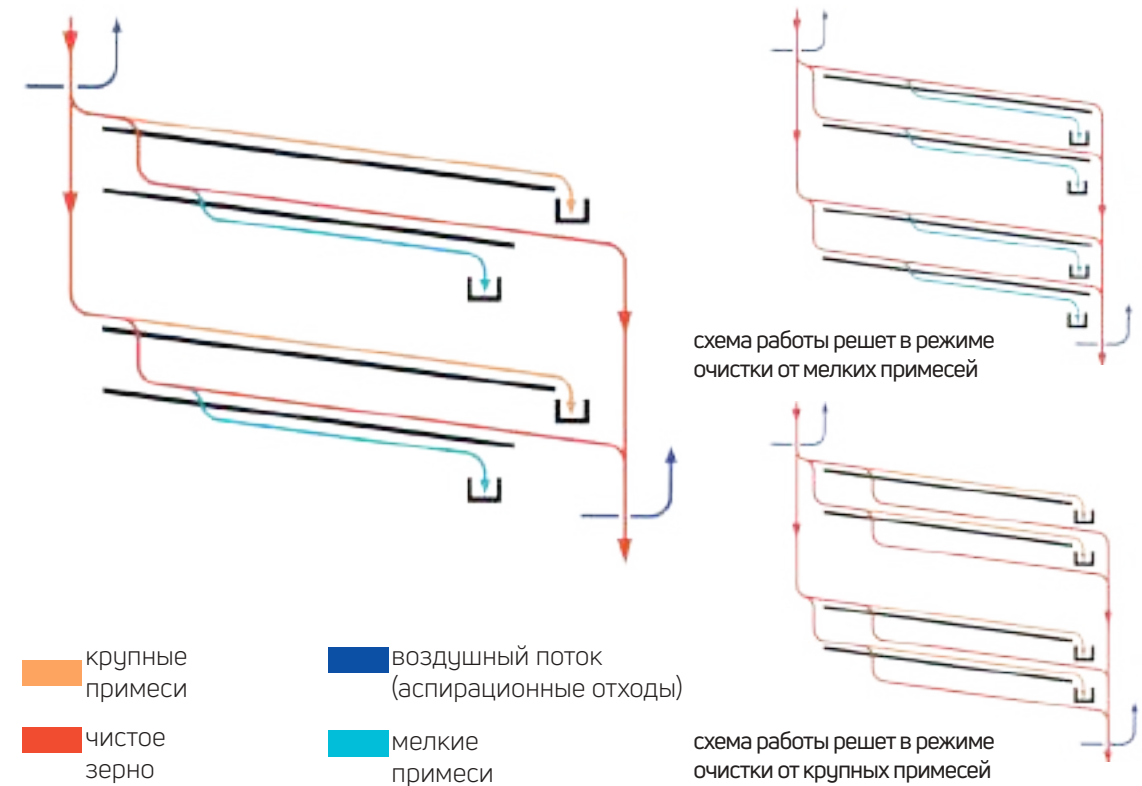 схема работы решет в режиме
очистки от мелких примесей
крупные
примеси
воздушный поток
(аспирационные отходы)
чистое
зерно
мелкие
примеси
схема работы решет в режиме
очистки от крупных примесей